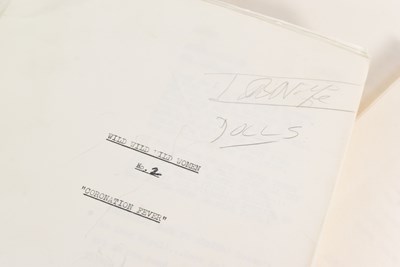 DOLLS
WILD WILD WILD WOMEN
No. 2
"CORONATION FEVER"